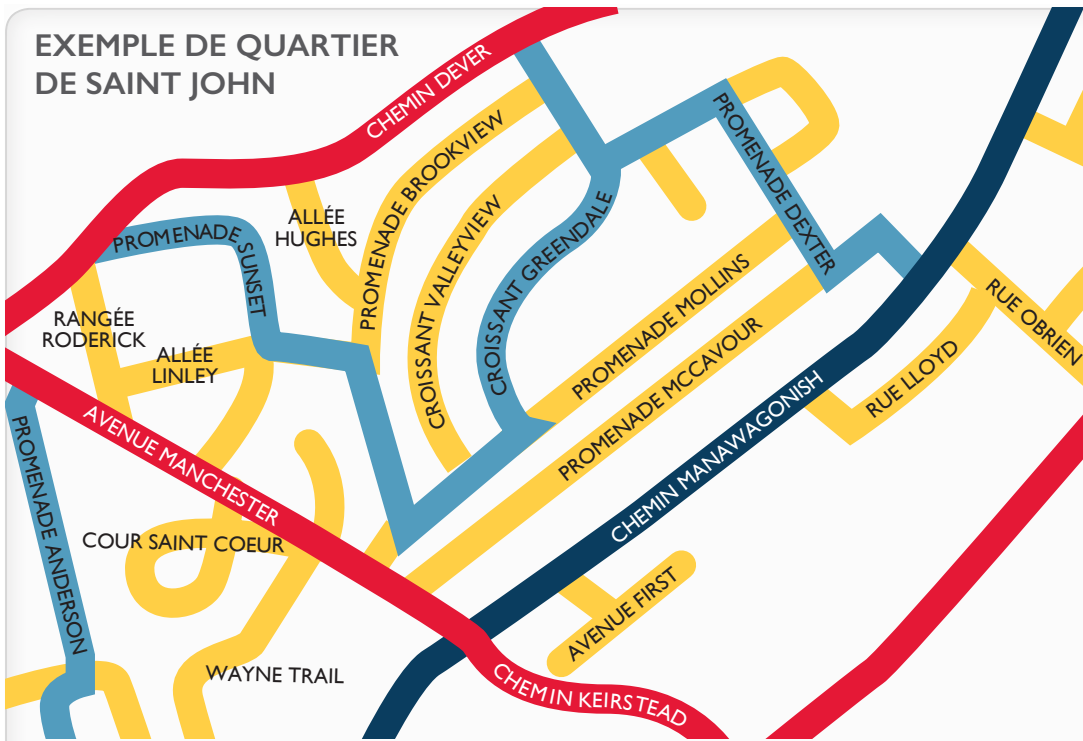 EXEMPLE DE QUARTIER
DE SAINT JOHN
CHEMIN DEVER
PROMENADE BROOKVIEW
ALLÉE
HUGHES
PROMENADE SUNSET
CROISSANT VALLEYVIEW
CROISSANT GREENDALE
PROMENADE DEXTER
RANGÉE
RODERICK
ALLÉE
LINLEY
PROMENADE MOLLINS
PROMENADE MCCAVOUR
RUE OBRIEN
RUE LLOYD
CHEMIN MANAWAGONISH
AVENUE MANCHESTER
PROMENADE ANDERSON
COUR SAINT COEUR
AVENUE FIRST
WAYNE TRAIL
CHEMIN KEIRSTEAD